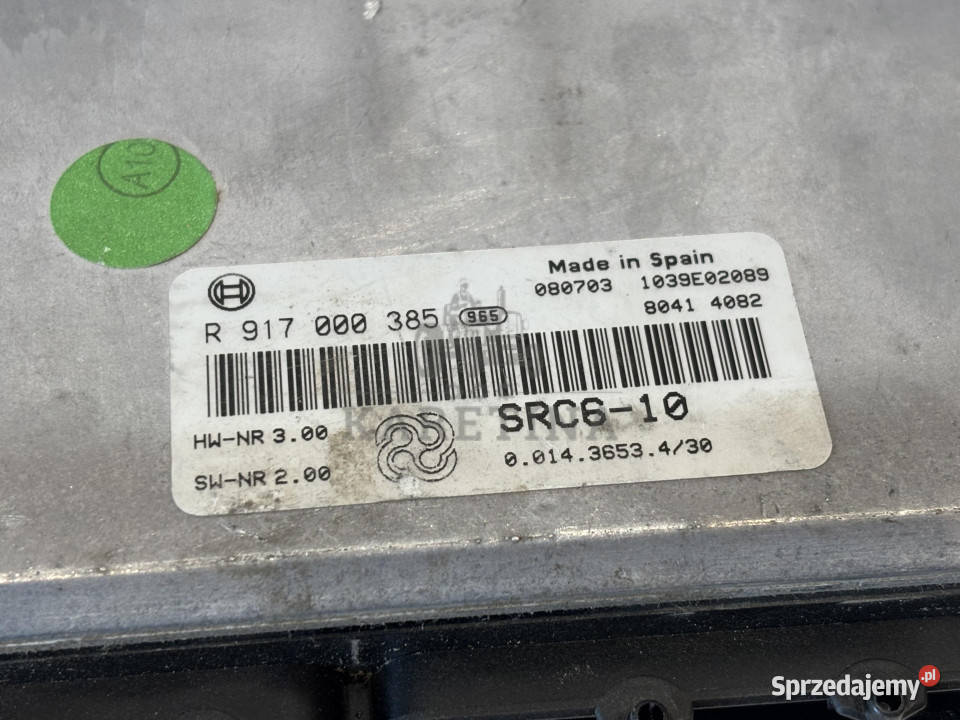 A10
Made in Spain
080703 1039E02089
8041 4082
R 917 000 385 965
SRC6-10
HW-NR 3.00
0.014.3653.4/30
SW-NR 2.00
Sprzedajemy.pl